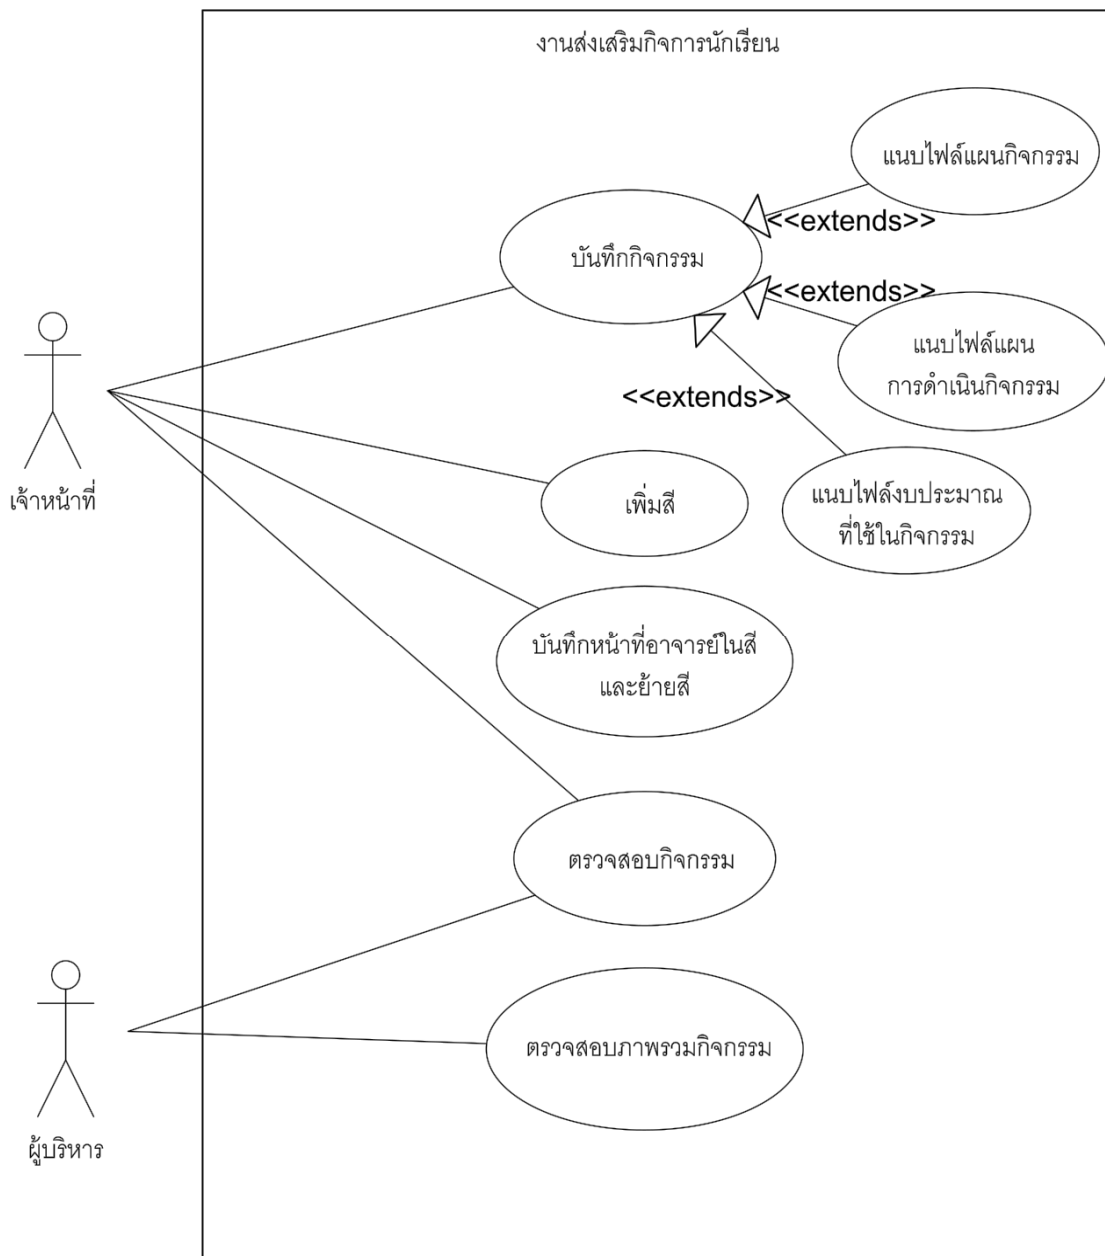 งานส่งเสริมกิจการนักเรียน
แนบไฟล์แผนกิจกรรม
<<extends>>
บันทึกกิจกรรม
<<extends>>
แนบไฟล์แผน
การดำเนินกิจกรรม
<<extends>>
เจ้าหน้าที่
เพิ่มสี
แนบไฟล์งบประมาณ
ที่ใช้ในกิจกรรม
บันทึกหน้าที่อาจารย์ในสี
และย้ายสี
ตรวจสอบกิจกรรม
ตรวจสอบภาพรวมกิจกรรม
ผู้บริหาร